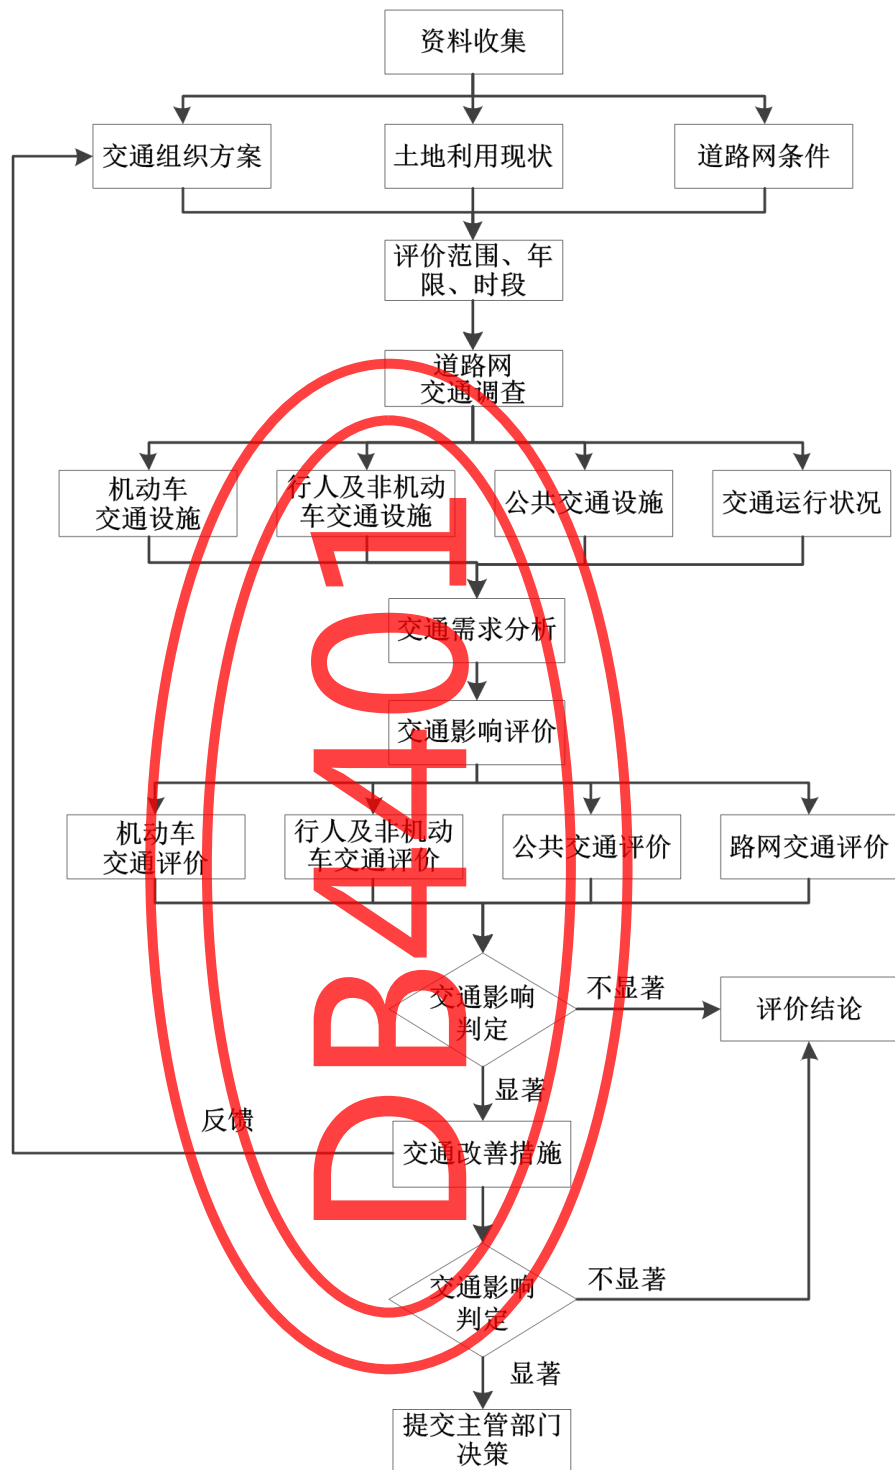 资料收集
交通组织方案
土地利用现状
道路网条件
评价范围、年
限、时段
道路网
交通调查
机动车
交通设施
行人及非机动
车交通设施
公共交通设施
交通运行状况
交通需求分析
交通影响评价
机动车
交通评价
行人及非机动
车交通评价
公共交通评价
路网交通评价
交通影响
判定
不显著
评价结论
显著
反馈
交通改善措施
交通影响
判定
不显著
显著
提交主管部门
决策
DB4401